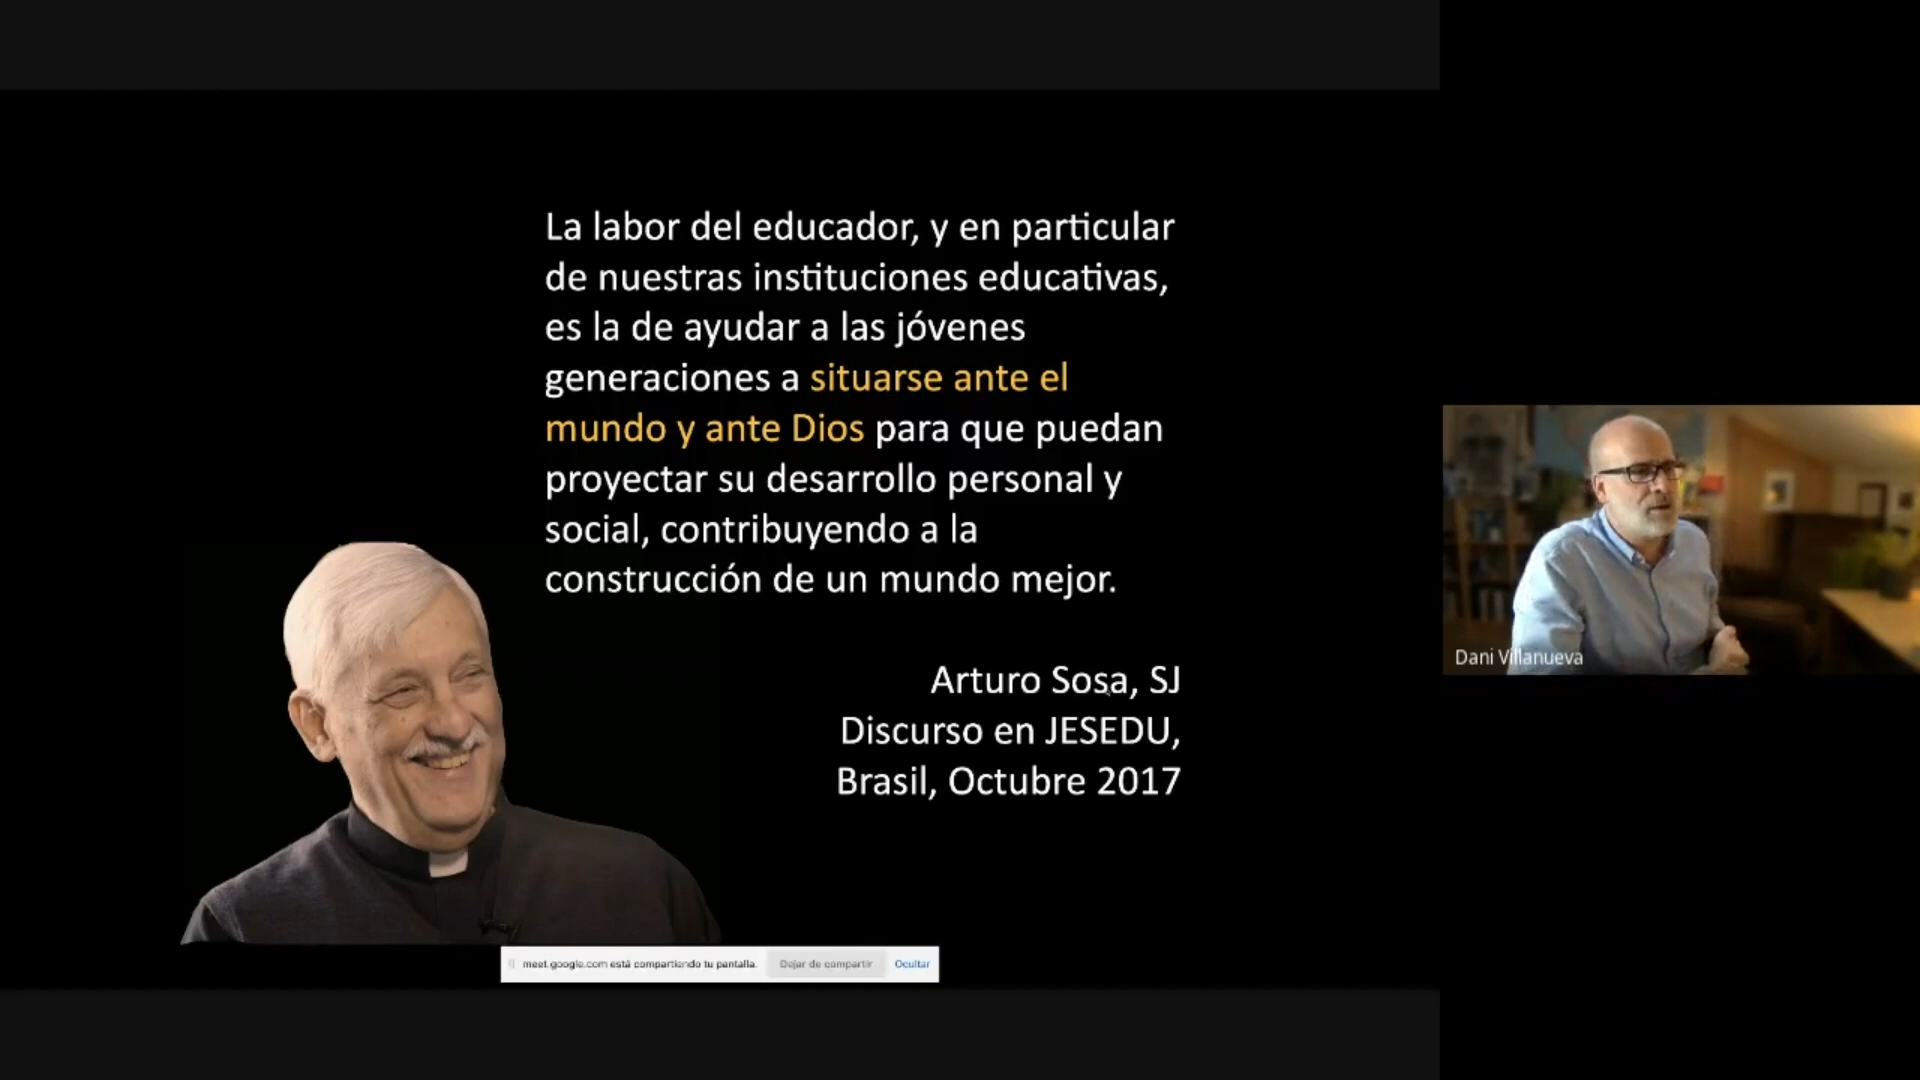 La labor del educador, y en particular
de nuestras instituciones educativas,
es la de ayudar a las jóvenes
generaciones a situarse ante el
mundo y ante Dios para que puedan
proyectar su desarrollo personal y
social, contribuyendo a la
construcción de un mundo mejor.
Arturo Sosa, SJ
Discurso en JESEDU,
Brasil, Octubre 2017
Dani Villanueva
meet.google.com está compartiendo tu pantalla.
Dejar de compartir
Ocultar